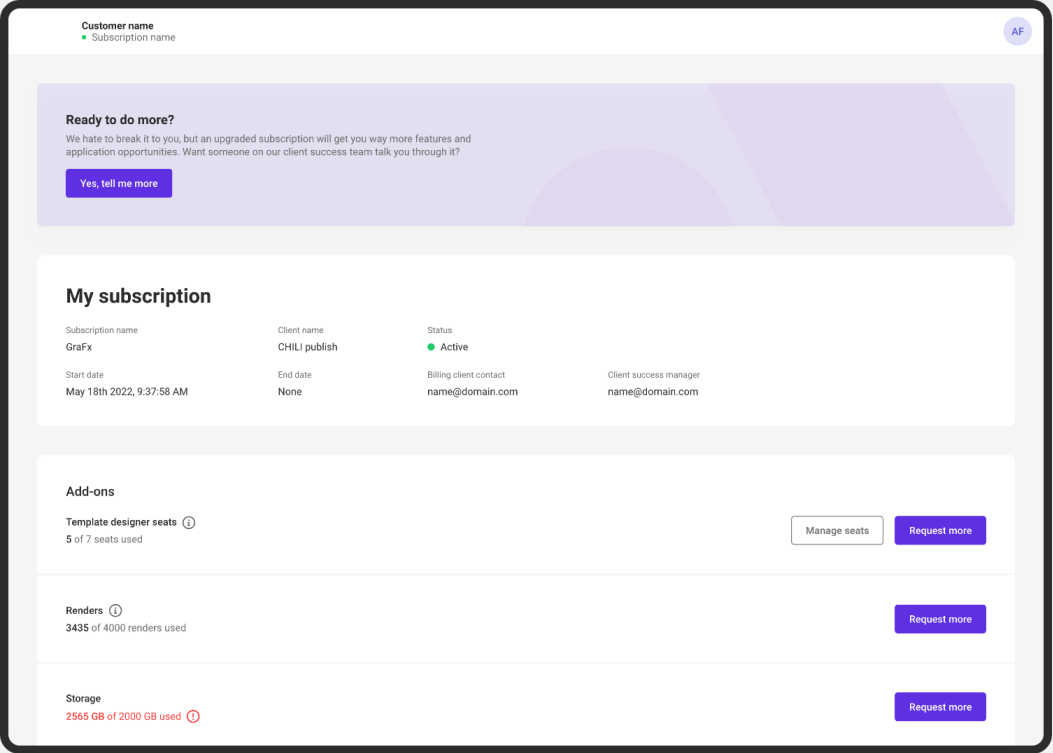 Customer name
Subscription name
AF
Ready to do more?
We hate to break it to you, but an upgraded subscription will get you way more features and
application opportunities. Want someone on our client success team talk you through it?
Yes, tell me more
My subscription
Subscription name Client name Status
GraFx CHILI publish Active
Start date End date Billing client contact Client success manager
May 18th 2022, 9:37:58 AM None name@domain.com name@domain.com
Add-ons
Template designer seats i
5 of 7 seats used
Manage seats Request more
Renders i
3435 of 4000 renders used
Request more
Storage
2565 GB of 2000 GB used !
Request more